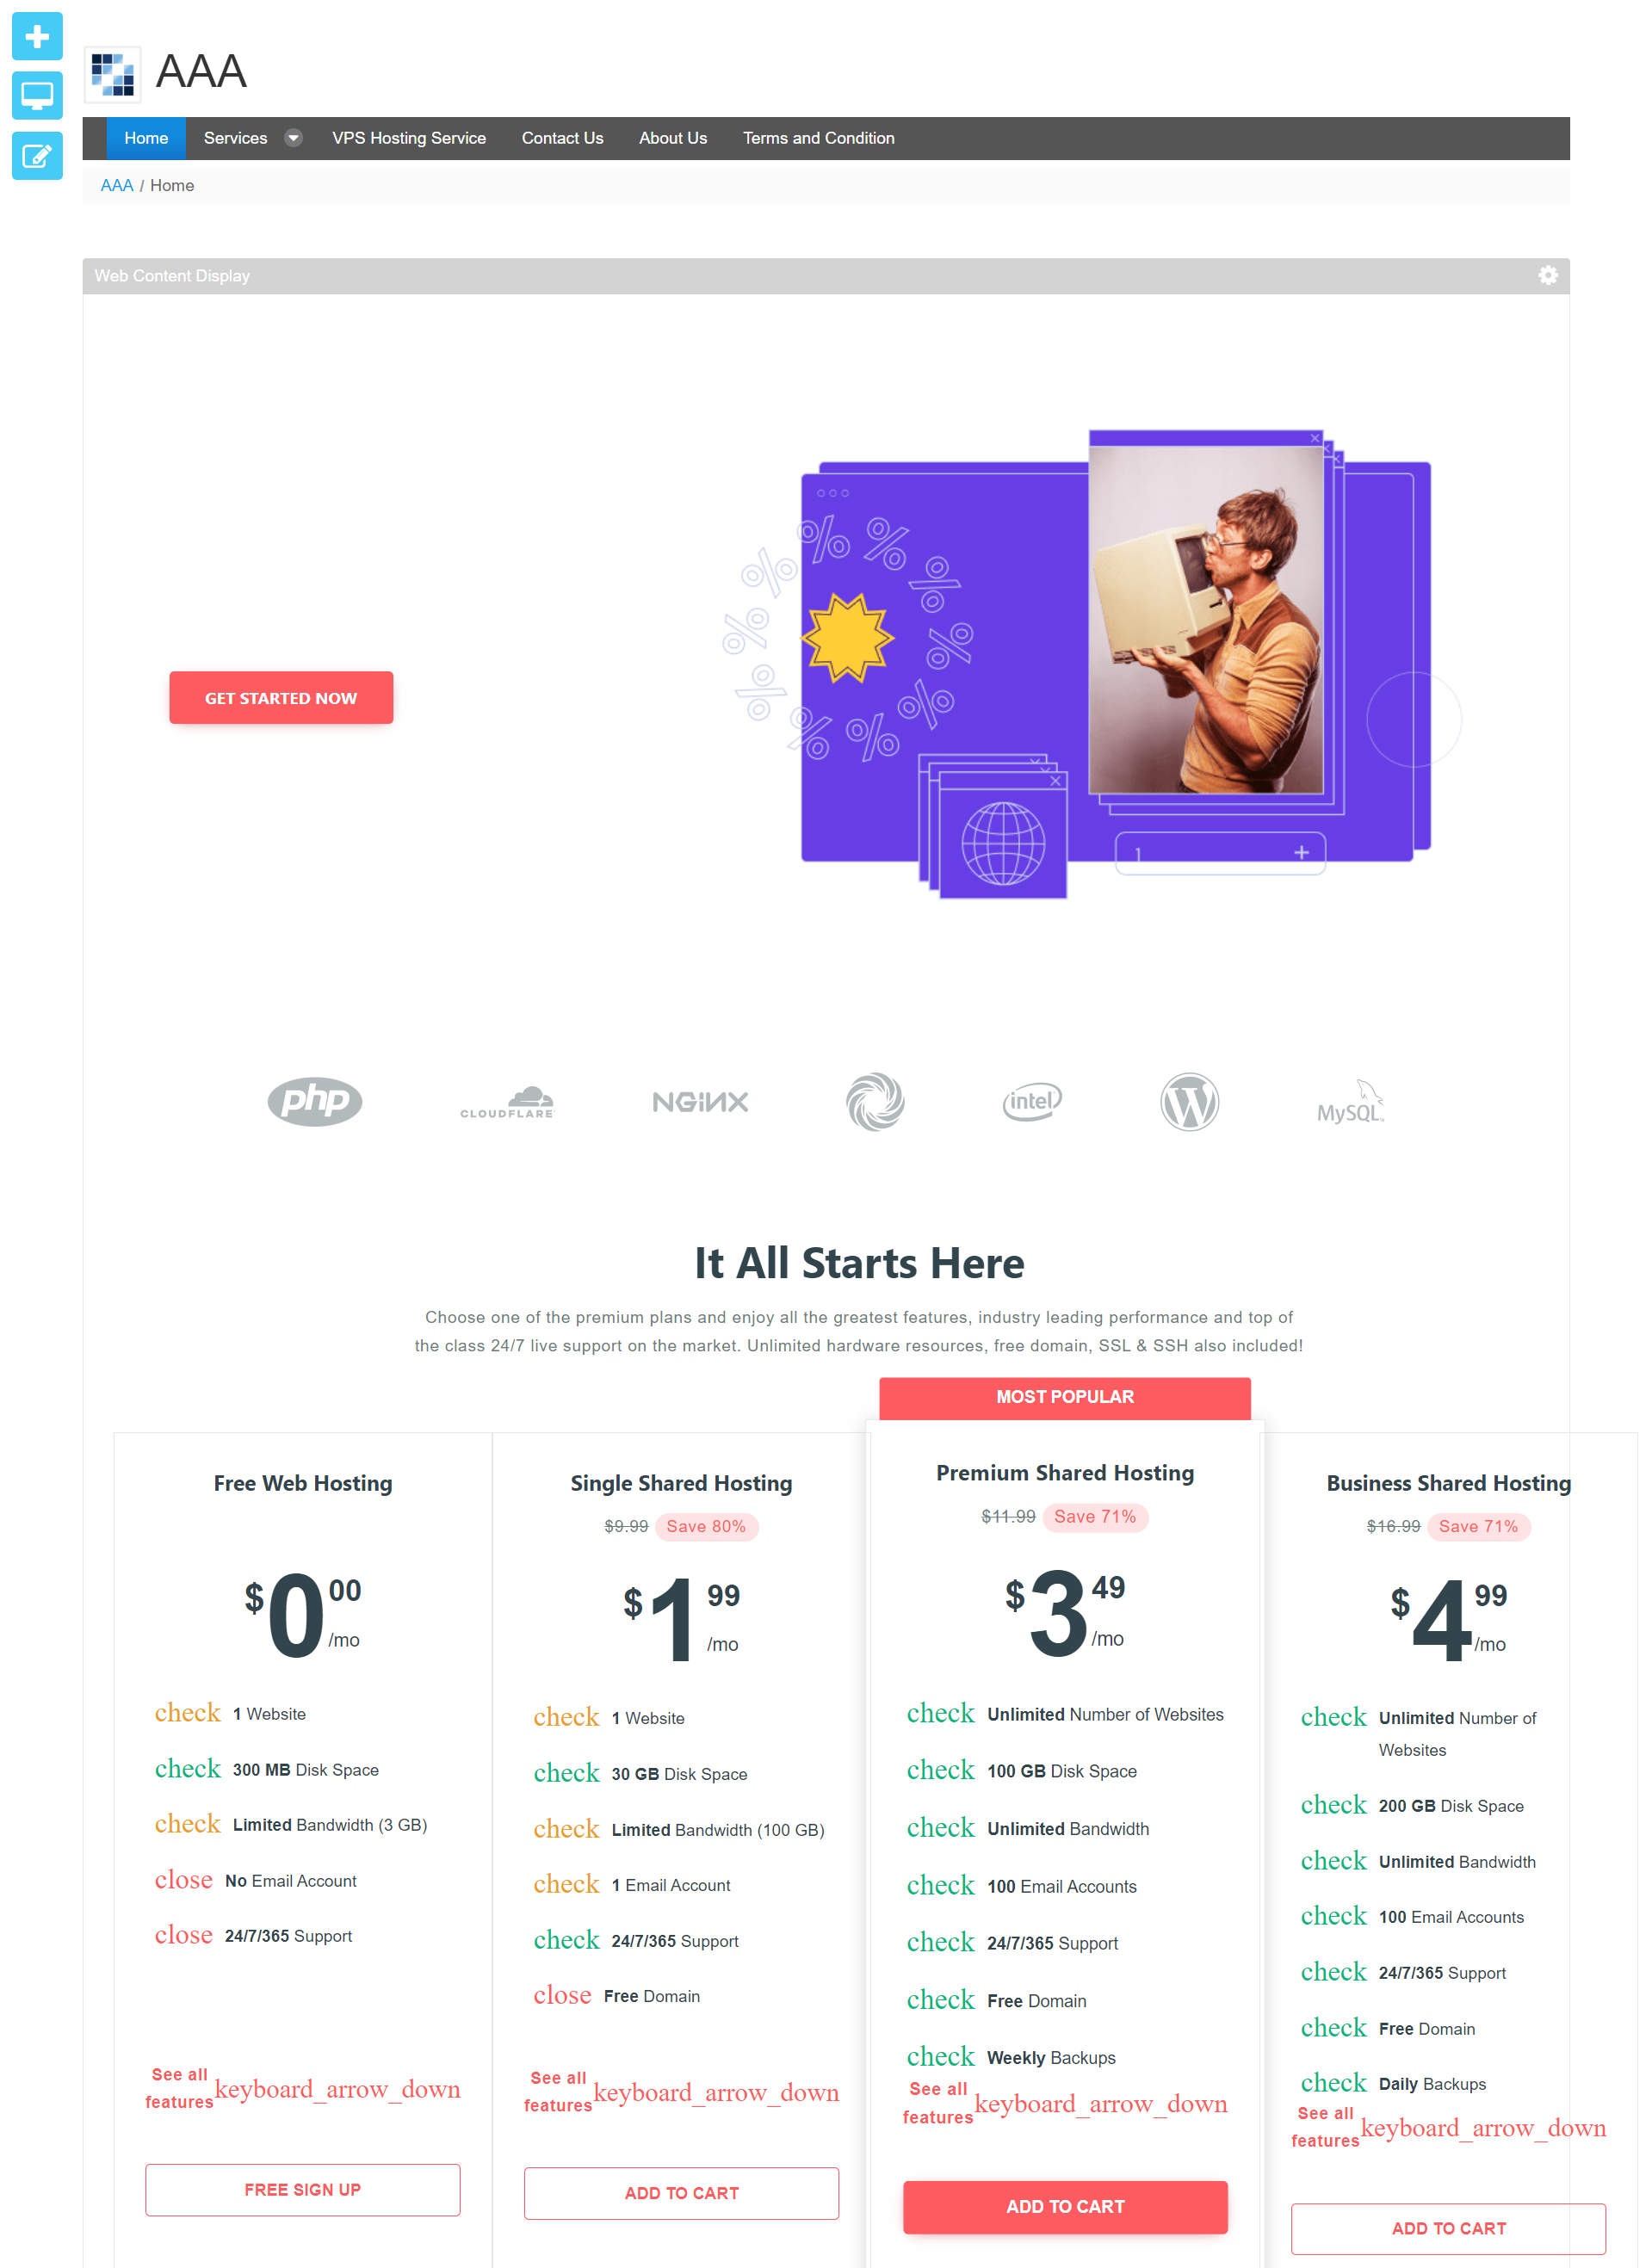 AAA
Home Services VPS Hosting Service Contact Us About Us Terms and Condition
AAA / Home
Web Content Display
GET STARTED NOW
1 +
php
CLOUDFLARE
NGINX
intel
W
MySQL
It All Starts Here
Choose one of the premium plans and enjoy all the greatest features, industry leading performance and top of
the class 24/7 live support on the market. Unlimited hardware resources, free domain, SSL & SSH also included!
Free Web Hosting
$0 00
/mo
check 1 Website
check 300 MB Disk Space
check Limited Bandwidth (3 GB)
close No Email Account
close 24/7/365 Support
See all
features keyboard_arrow_down
FREE SIGN UP
Single Shared Hosting
$9.99 Save 80%
$1 99
/mo
check 1 Website
check 30 GB Disk Space
check Limited Bandwidth (100 GB)
check 1 Email Account
check 24/7/365 Support
close Free Domain
See all
features keyboard_arrow_down
ADD TO CART
MOST POPULAR
Premium Shared Hosting
$11.99 Save 71%
$3 49
/mo
check Unlimited Number of Websites
check 100 GB Disk Space
check Unlimited Bandwidth
check 100 Email Accounts
check 24/7/365 Support
check Free Domain
check Weekly Backups
See all
features keyboard_arrow_down
ADD TO CART
Business Shared Hosting
$16.99 Save 71%
$4 99
/mo
check Unlimited Number of
Websites
check 200 GB Disk Space
check Unlimited Bandwidth
check 100 Email Accounts
check 24/7/365 Support
check Free Domain
check Daily Backups
See all
features keyboard_arrow_down
ADD TO CART